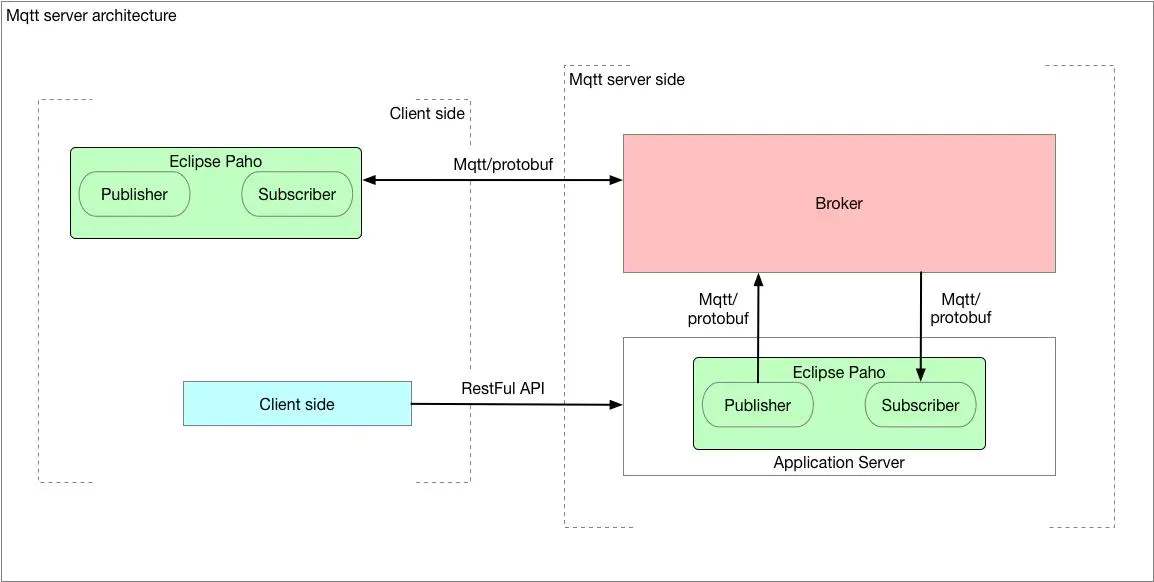 Mqtt server architecture
Mqtt server side
Client side
Eclipse Paho
Publisher
Subscriber
Mqtt/protobuf
Broker
Mqtt/
protobuf
Mqtt/
protobuf
Client side
RestFul API
Eclipse Paho
Publisher
Subscriber
Application Server